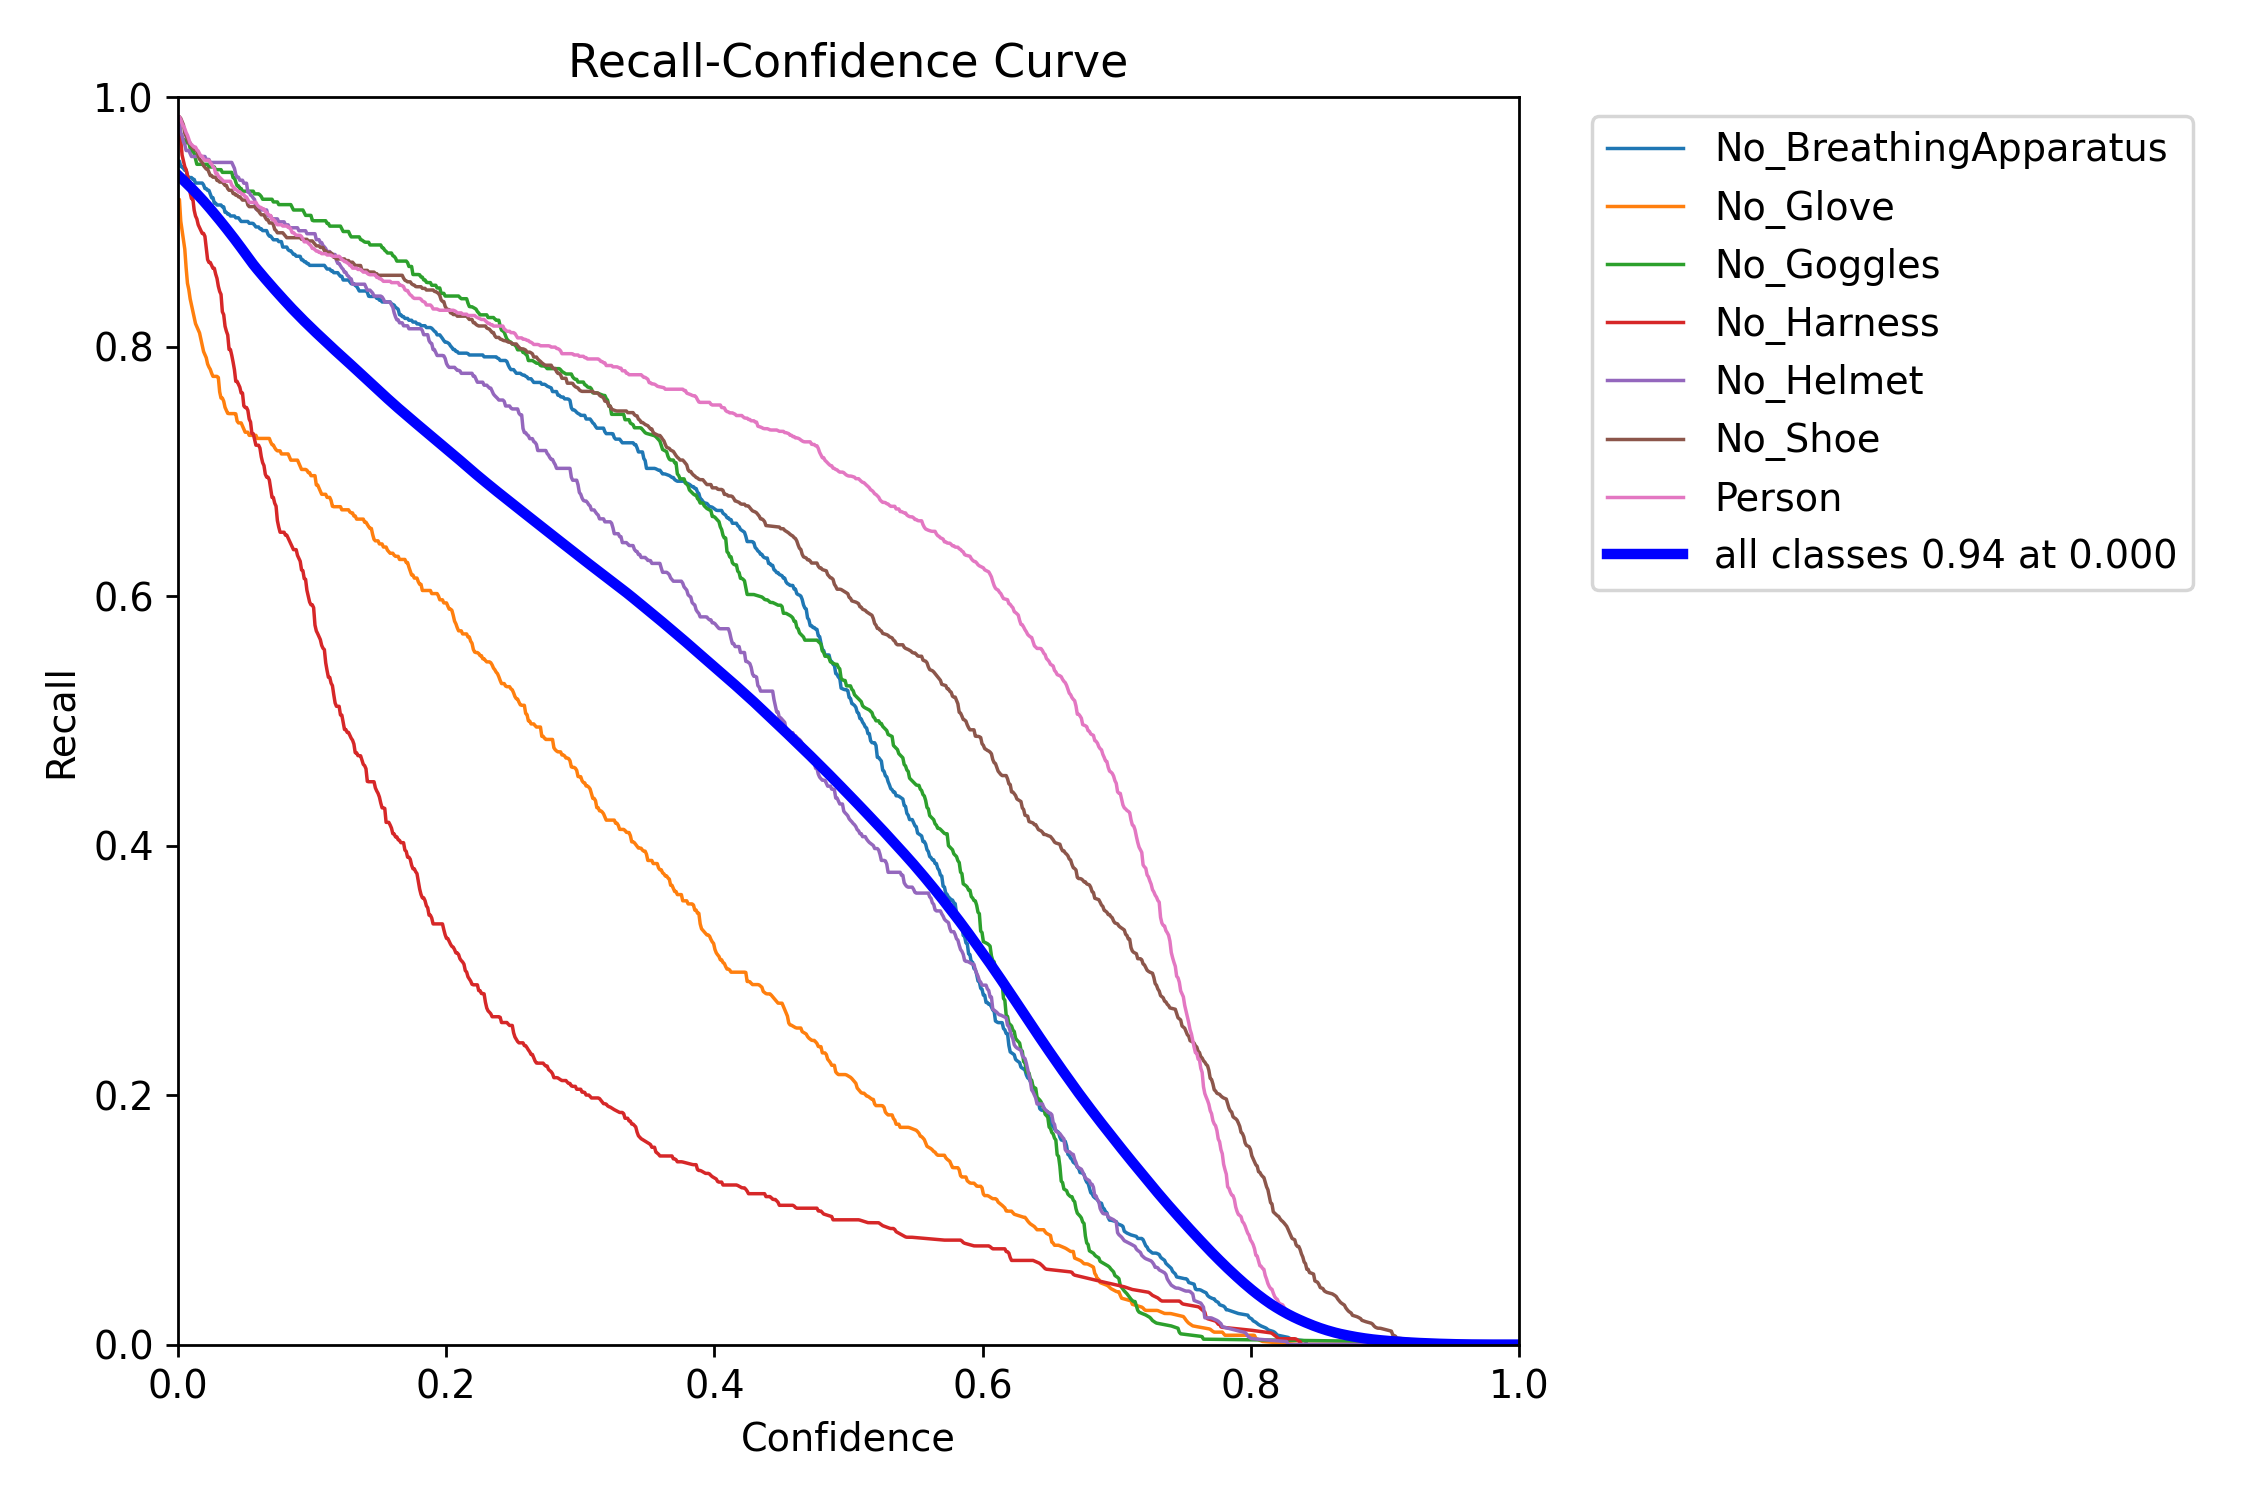 Recall-Confidence Curve
1.0
0.8
0.6
0.4
0.2
0.0
Recall
0.0 0.2 0.4 0.6 0.8 1.0
Confidence
No_BreathingApparatus
No_Glove
No_Goggles
No_Harness
No_Helmet
No_Shoe
Person
all classes 0.94 at 0.000